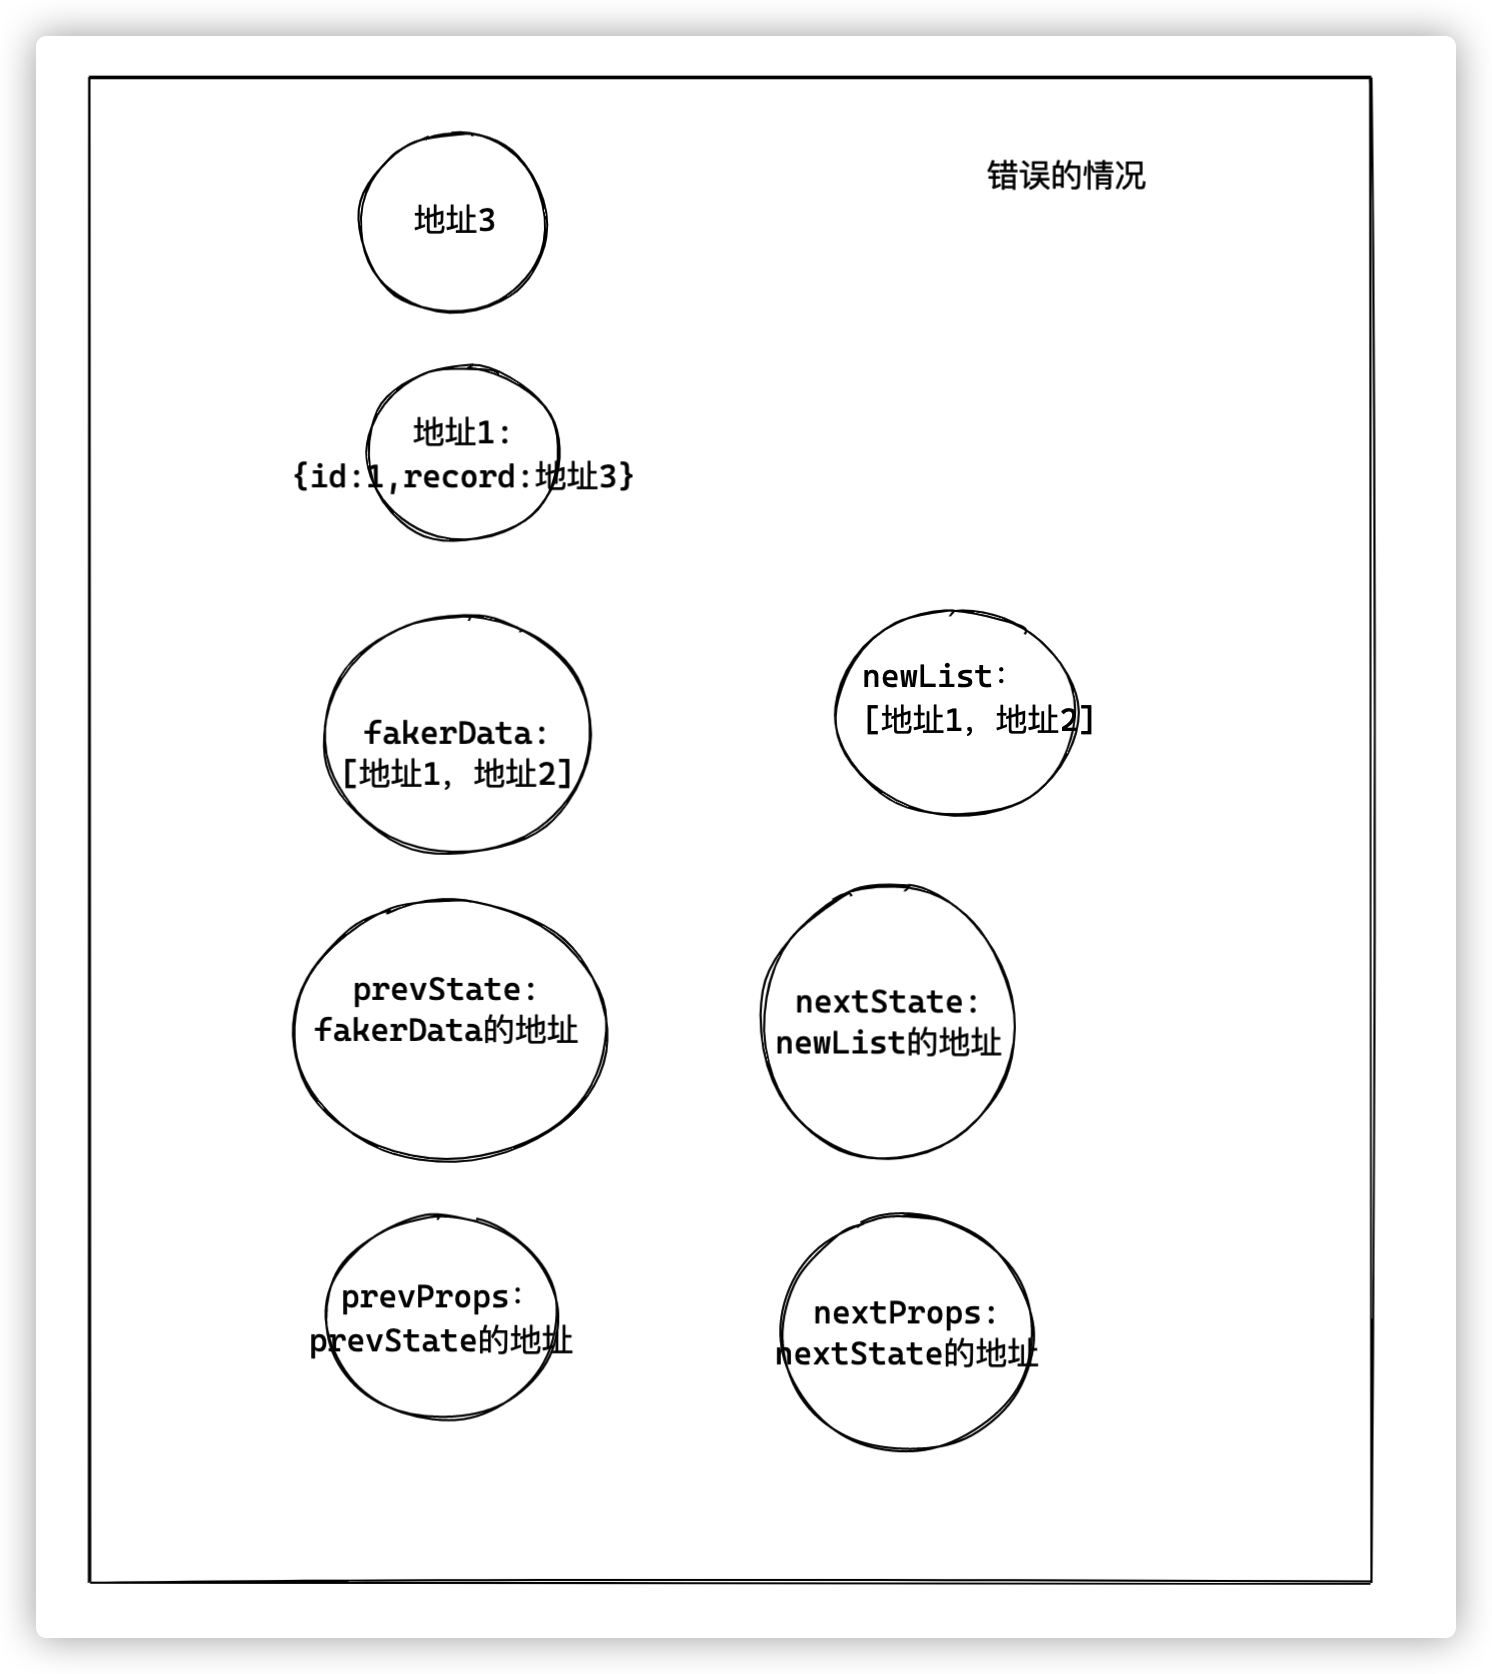 错误的情况
地址3
地址1:
{id:1,record:地址3}
fakerData:
[地址1, 地址2]
newList:
[地址1, 地址2]
prevState:
fakerData的地址
nextState:
newList的地址
prevProps:
prevState的地址
nextProps:
nextState的地址